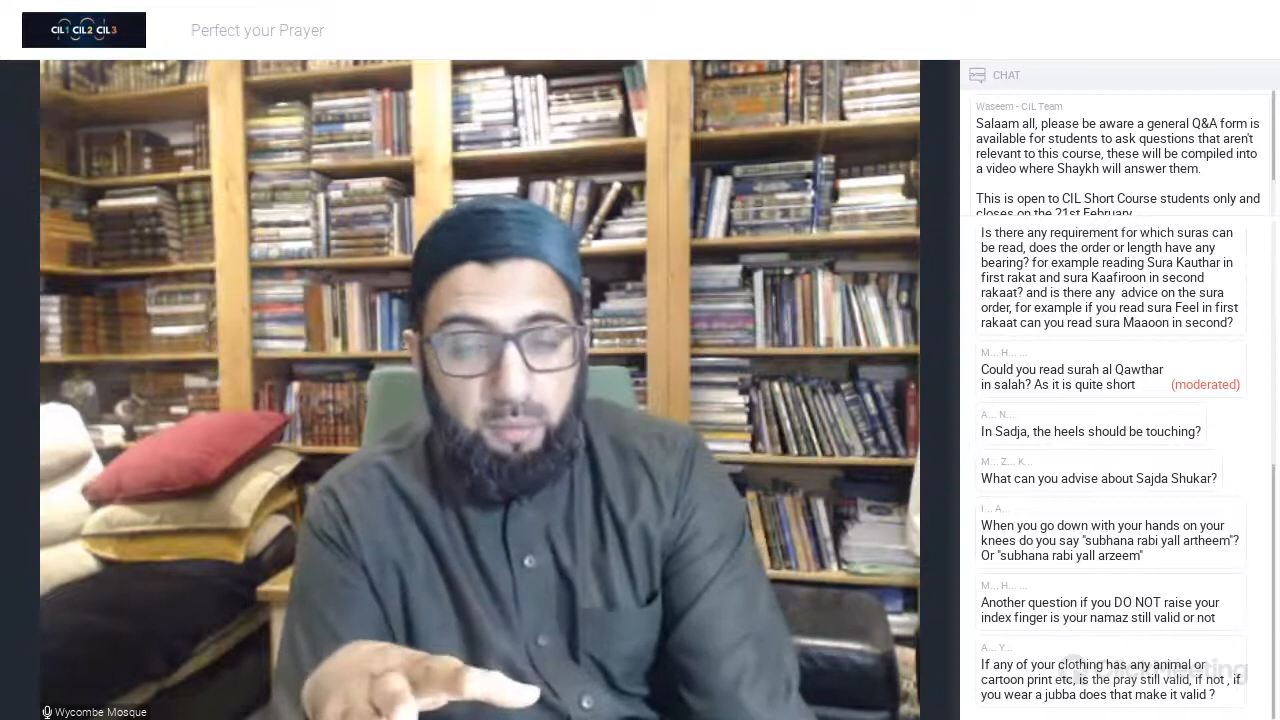 CIL1 CIL2 CIL3
Perfect your Prayer
CHAT
Waseem - CIL Team
Salaam all, please be aware a general Q&A form is
available for students to ask questions that aren't
relevant to this course, these will be compiled into
a video where Shaykh will answer them.
This is open to CIL Short Course students only and
closes on the 21st February
Is there any requirement for which suras can
be read, does the order or length have any
bearing? for example reading Sura Kauthar in
first rakat and sura Kaafiroon in second
rakaat? and is there any advice on the sura
order, for example if you read sura Feel in first
rakaat can you read sura Maaoon in second?
M... H... ...
Could you read surah al Qawthar
in salah? As it is quite short (moderated)
A... N...
In Sadja, the heels should be touching?
M... Z... K...
What can you advise about Sajda Shukar?
I... A...
When you go down with your hands on your
knees do you say "subhana rabi yall artheem"?
Or "subhana rabi yall arzeem"
M... H... ...
Another question if you DO NOT raise your
index finger is your namaz still valid or not
A... Y...
If any of your clothing has any animal or
cartoon print etc, is the pray still valid, if not , if
you wear a jubba does that make it valid ?
Wycombe Mosque